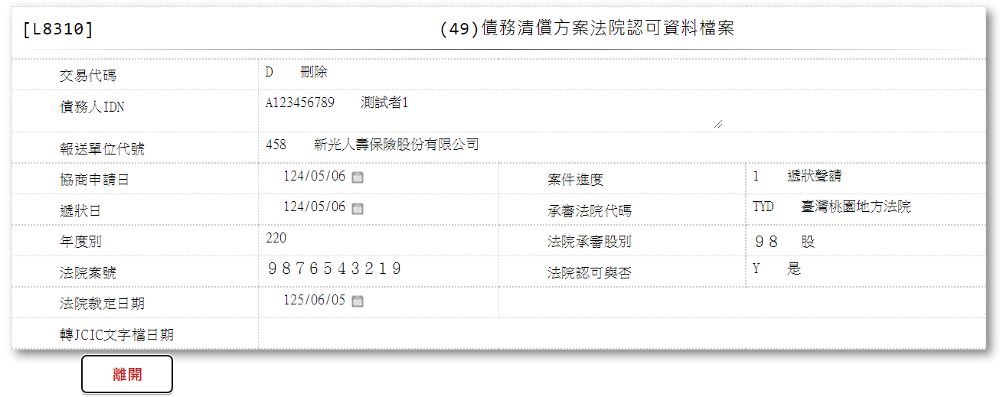 [L8310] (49)債務清償方案法院認可資料檔案
交易代碼 D 刪除
債務人IDN A123456789 測試者1
報送單位代號 458 新光人壽保險股份有限公司
協商申請日 124/05/06 案件進度 1 遞狀聲請
遞狀日 124/05/06 承審法院代碼 TYD 臺灣桃園地方法院
年度別 220 法院承審股別 ９８ 股
法院案號 ９８７６５４３２１９ 法院認可與否 Y 是
法院裁定日期 125/06/05
轉JCIC文字檔日期
離開